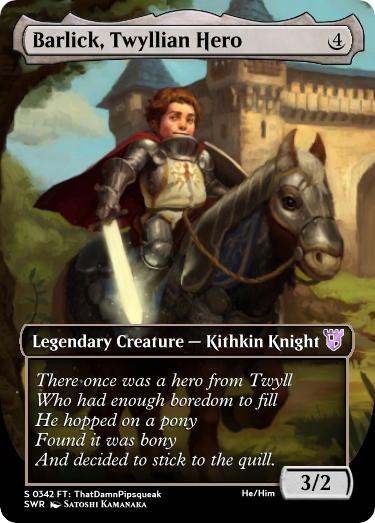 Barlick, Twyllian Hero 4
Legendary Creature — Kithkin Knight
There once was a hero from Twyll
Who had enough boredom to fill
He hopped on a pony
Found it was bony
And decided to stick to the quill.
3/2
S 0342 FT: ThatDamnPipsqueak He/Him
SWR Satoshi Kamanaka